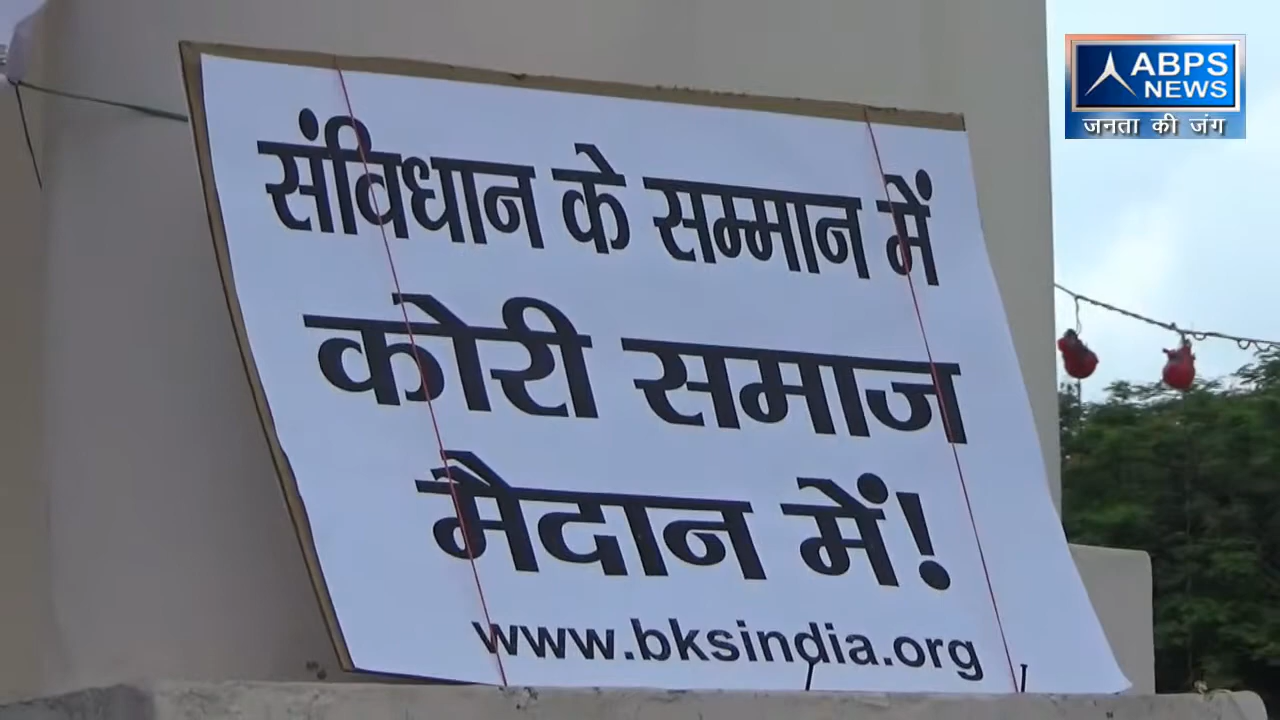 संविधान के सम्मान में
कोरी समाज
मैदान में!
www.bksindia.org
ABPS
NEWS
जनता की जंग